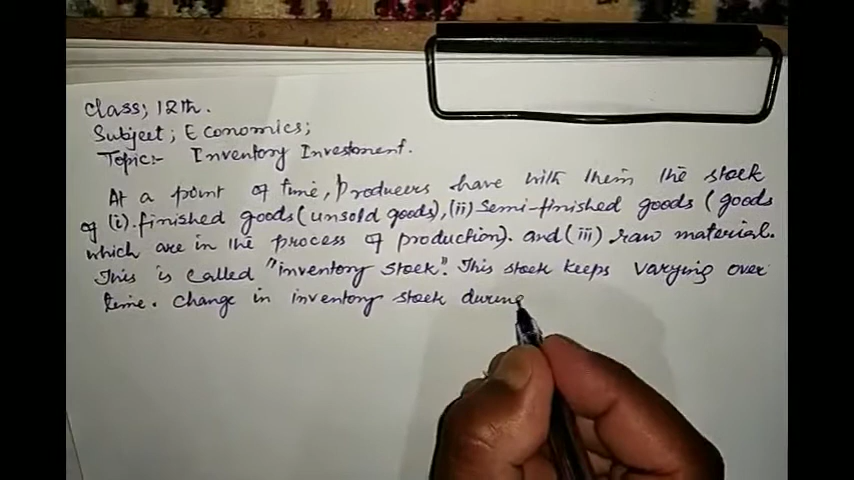 Class; 12th.
Subject; Economics;
Topic:- Inventory Investment.
At a point of time, producers have with them the stock
of (i). finished goods (unsold goods), (ii) Semi-finished goods (goods
which are in the process of production). and (iii) raw material.
This is called "inventory stock". This stock keeps varying over
time. Change in inventory stock during